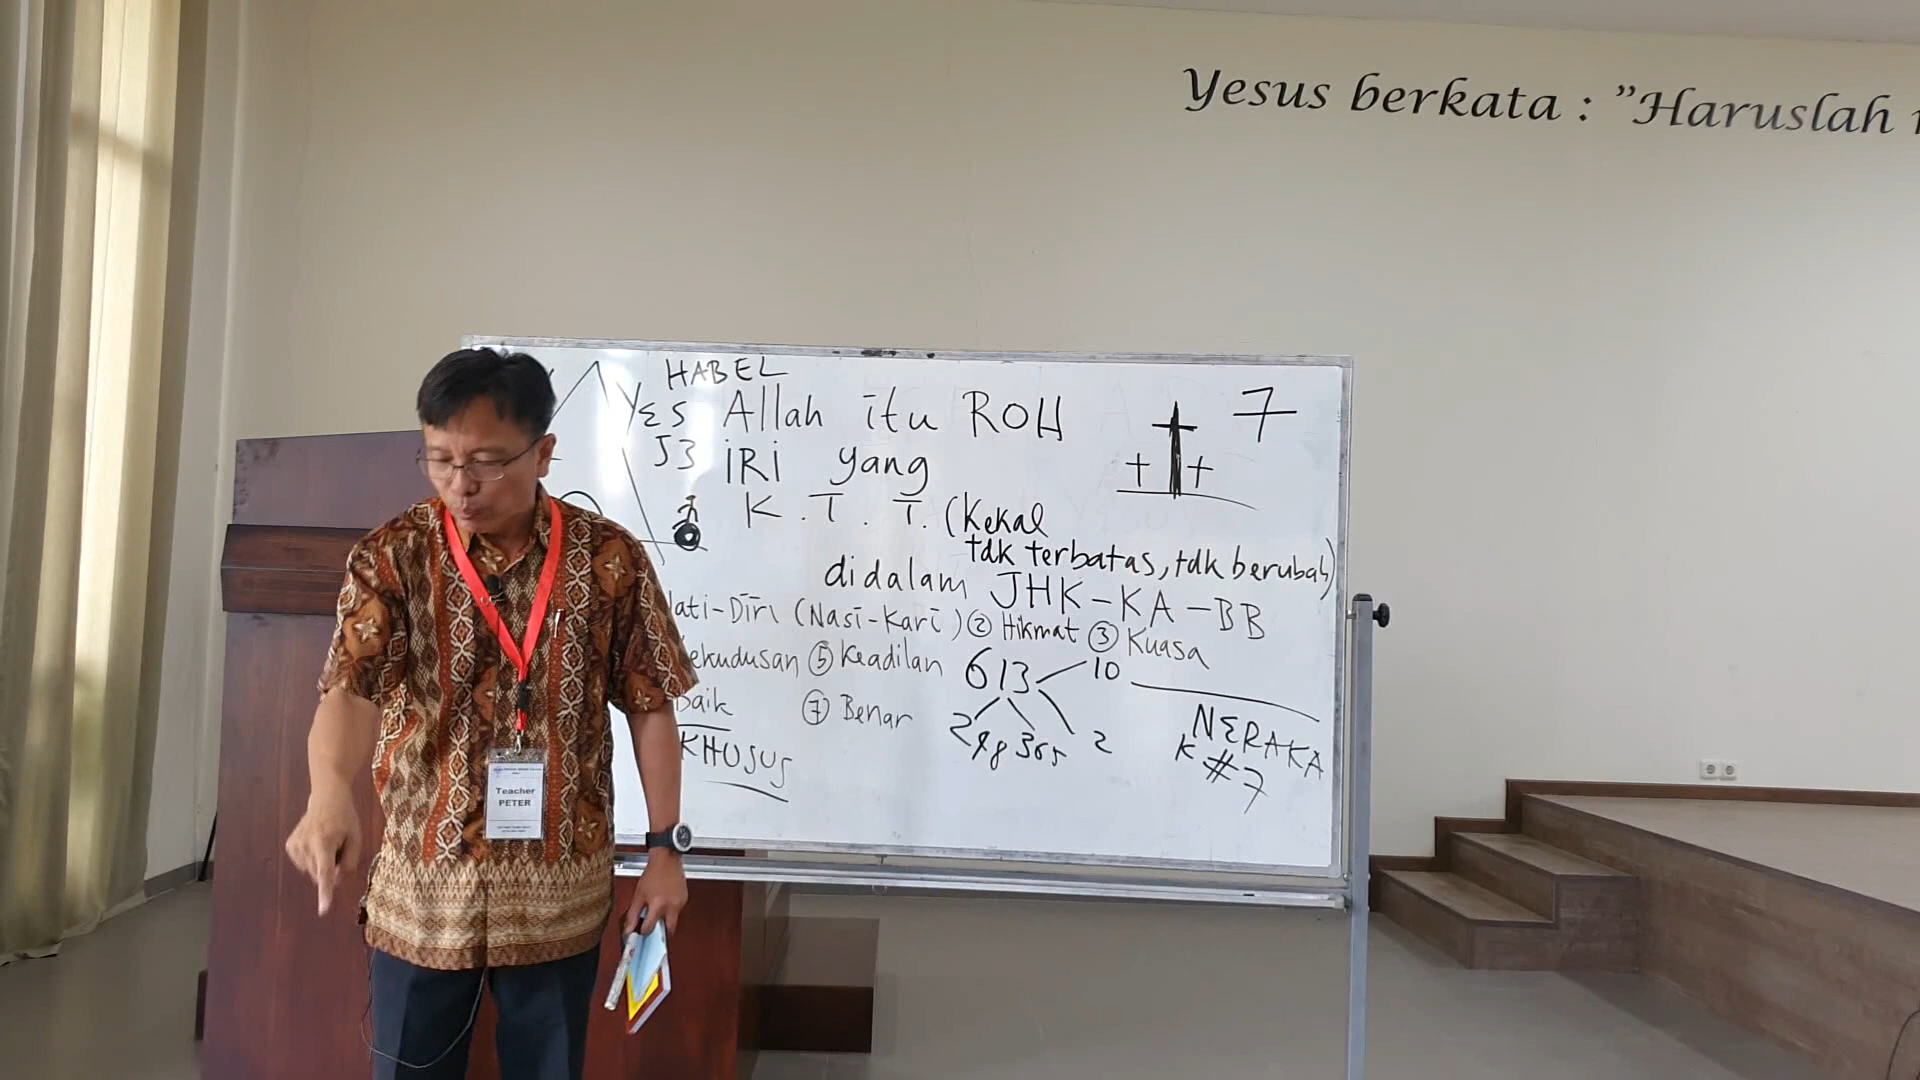 Yesus berkata : "Haruslah
HABEL
YES Allah itu ROH
J3 IRI yang
K. T. T. (Kekal
tdk terbatas, tdk berubah)
didalam JHK-KA-BB
Hati-Diri (Nasi-Kari) ② Hikmat ③ Kuasa
Kekudusan ⑤ Keadilan 613 10
Baik ⑦ Benar 248 365 2
KHUSUS
7
NERAKA
K #7
Teacher
PETER